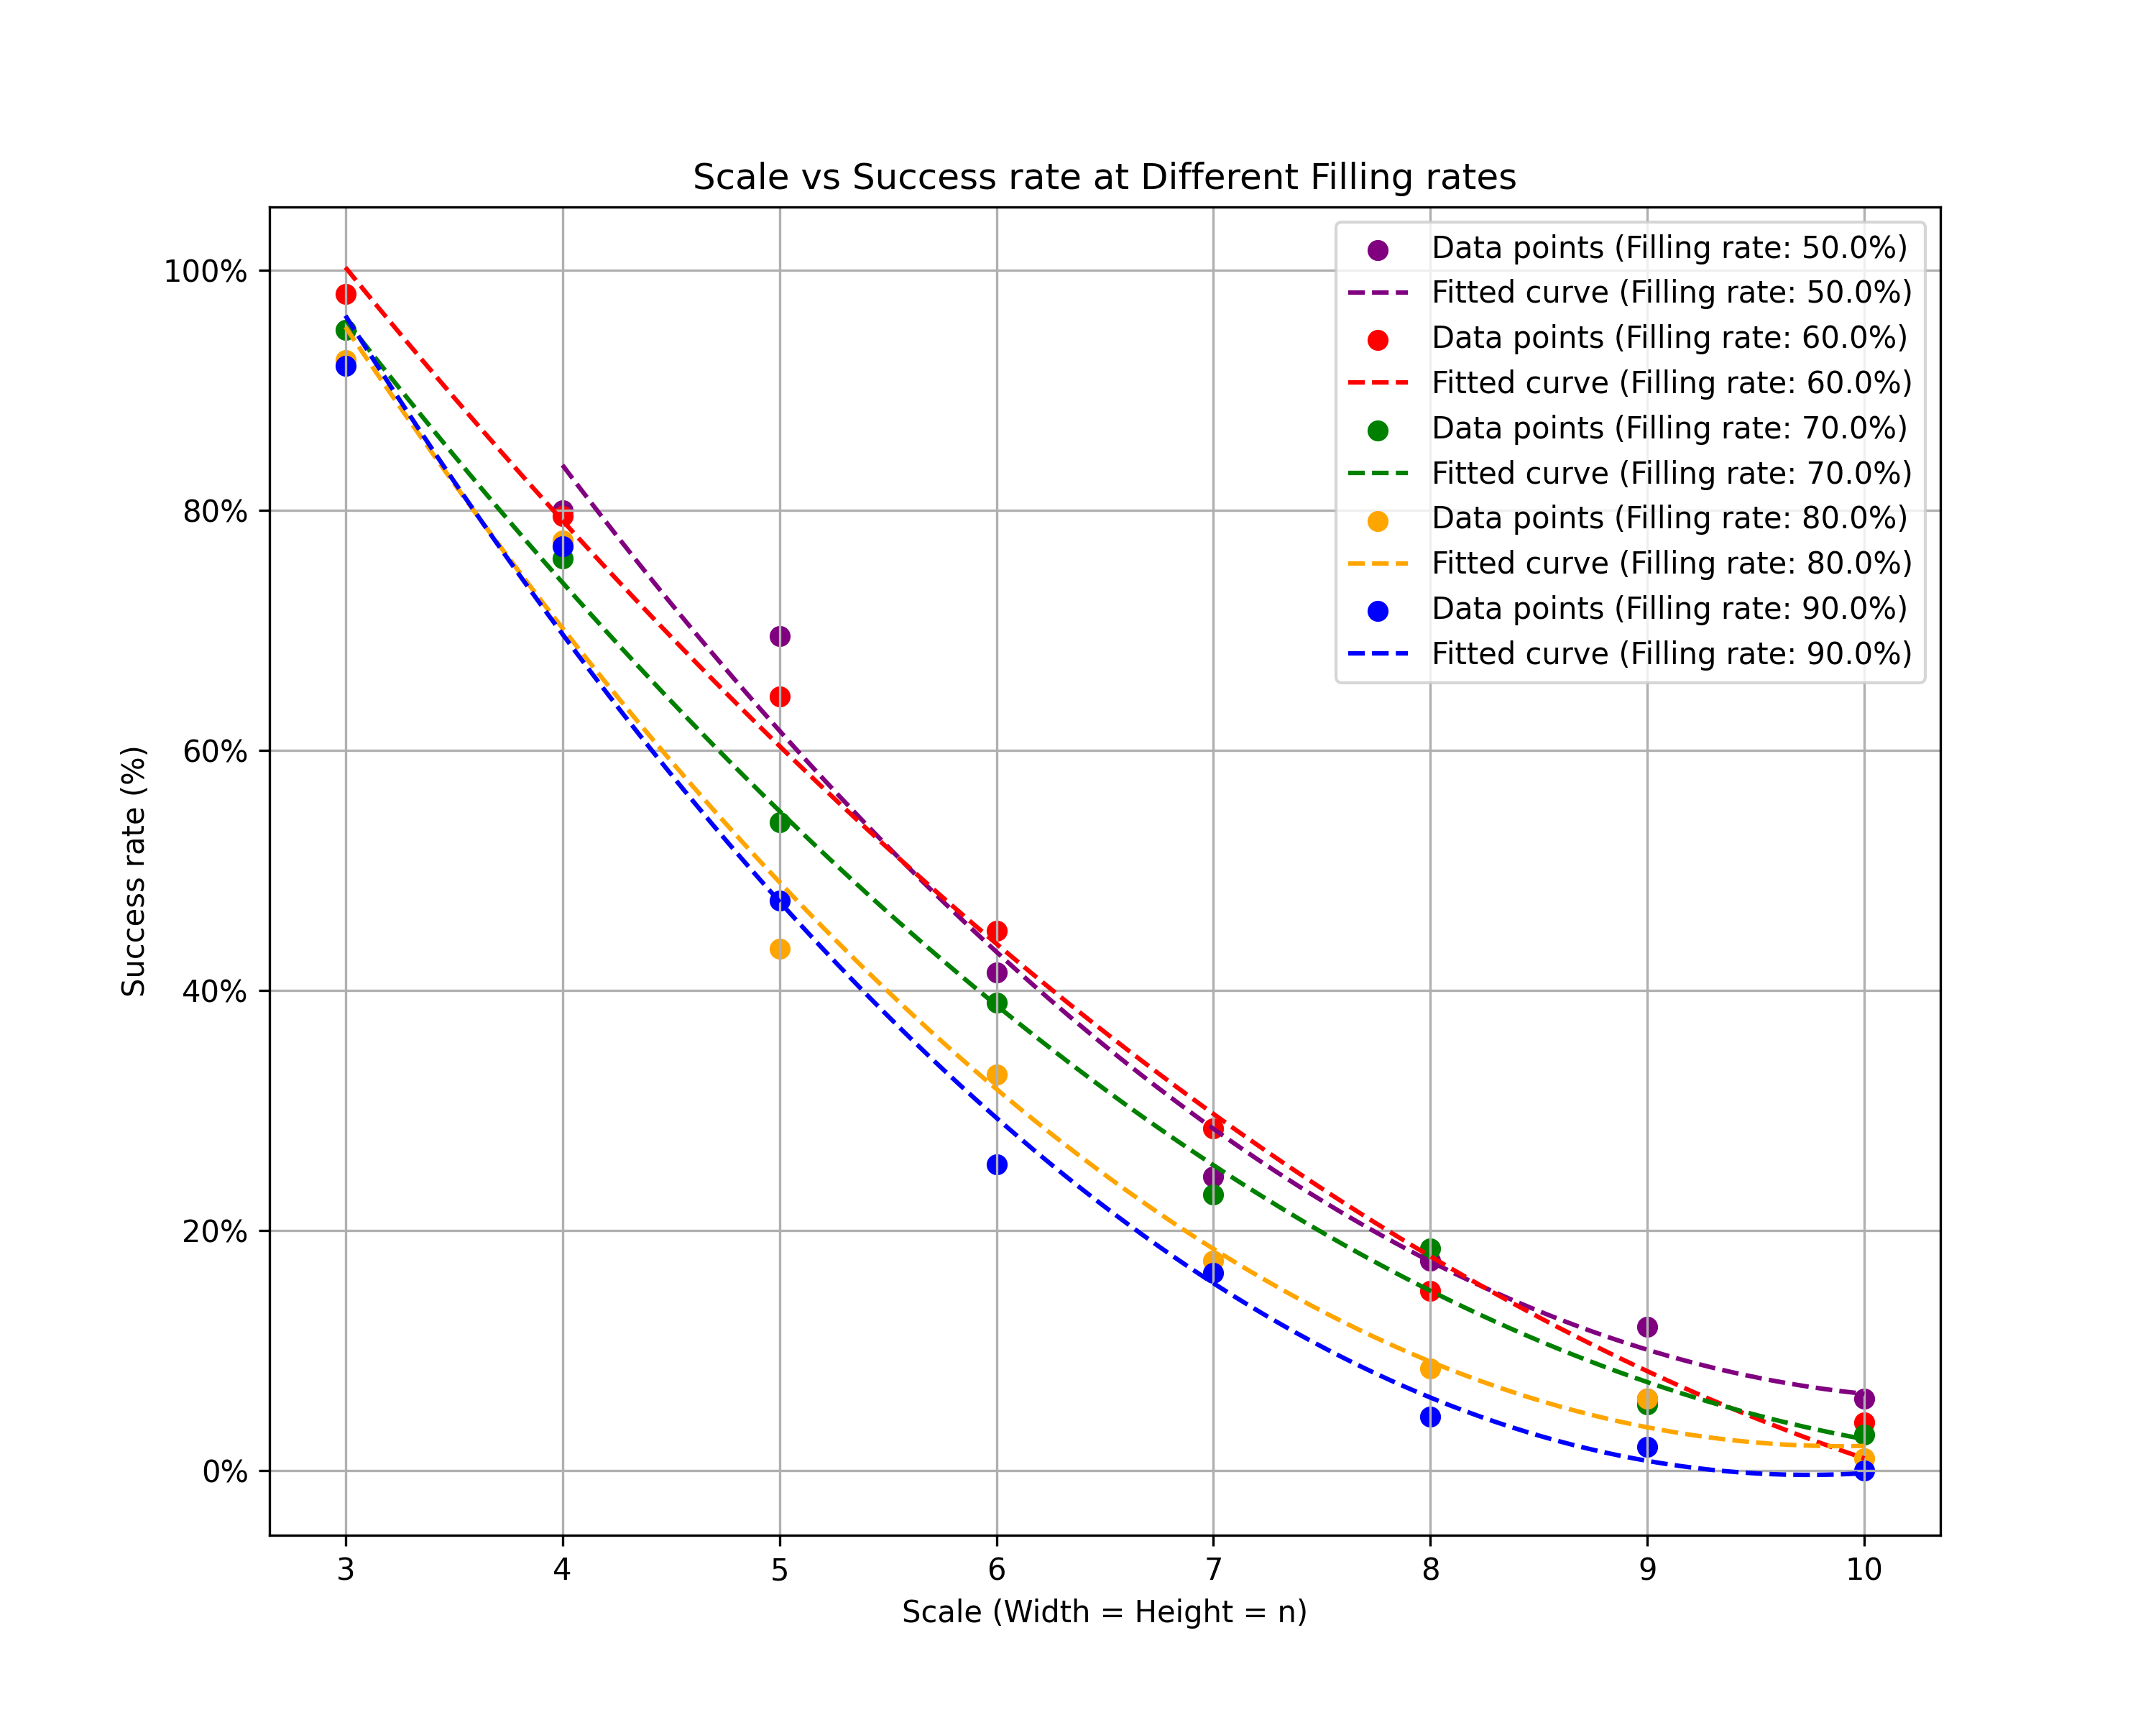 Scale vs Success rate at Different Filling rates
Data points (Filling rate: 50.0%)
Fitted curve (Filling rate: 50.0%)
Data points (Filling rate: 60.0%)
Fitted curve (Filling rate: 60.0%)
Data points (Filling rate: 70.0%)
Fitted curve (Filling rate: 70.0%)
Data points (Filling rate: 80.0%)
Fitted curve (Filling rate: 80.0%)
Data points (Filling rate: 90.0%)
Fitted curve (Filling rate: 90.0%)
Success rate (%)
100%
80%
60%
40%
20%
0%
3 4 5 6 7 8 9 10
Scale (Width = Height = n)